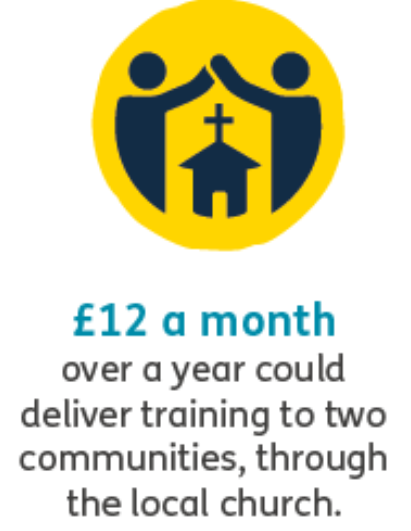 £12 a month
over a year could
deliver training to two
communities, through
the local church.